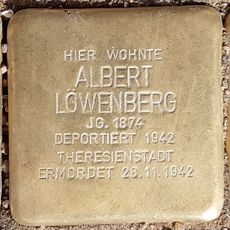 HIER WOHNTE
ALBERT
LÖWENBERG
JG. 1874
DEPORTIERT 1942
THERESIENSTADT
ERMORDET 28.11.1942